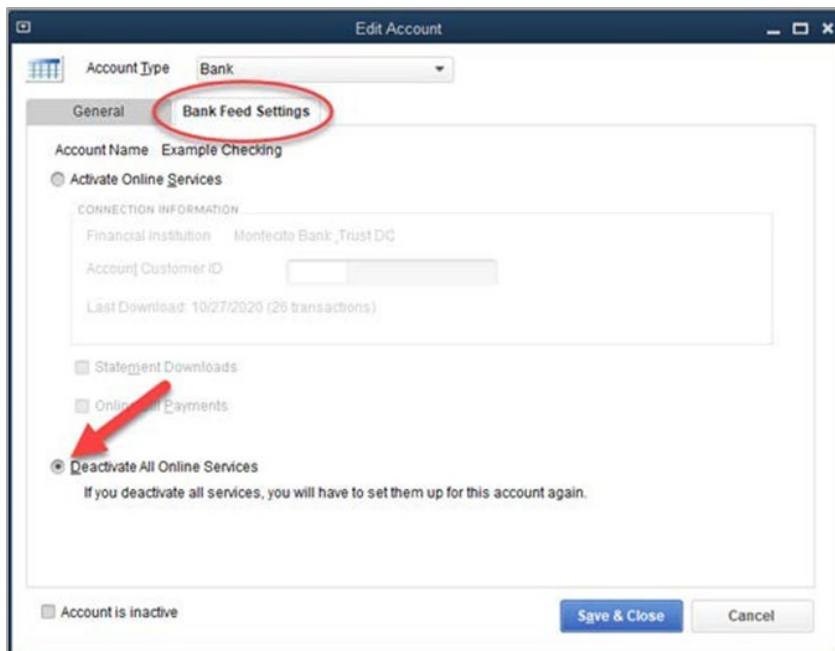 Edit Account
Account Type Bank
General Bank Feed Settings
Account Name Example Checking
Activate Online Services
CONNECTION INFORMATION
Financial Institution Montecito Bank ,Trust DC
Account Customer ID
Last Download: 10/27/2020 (26 transactions)
Statement Downloads
Payments
Deactivate All Online Services
If you deactivate all services, you will have to set them up for this account again.
Account is inactive
Save & Close Cancel